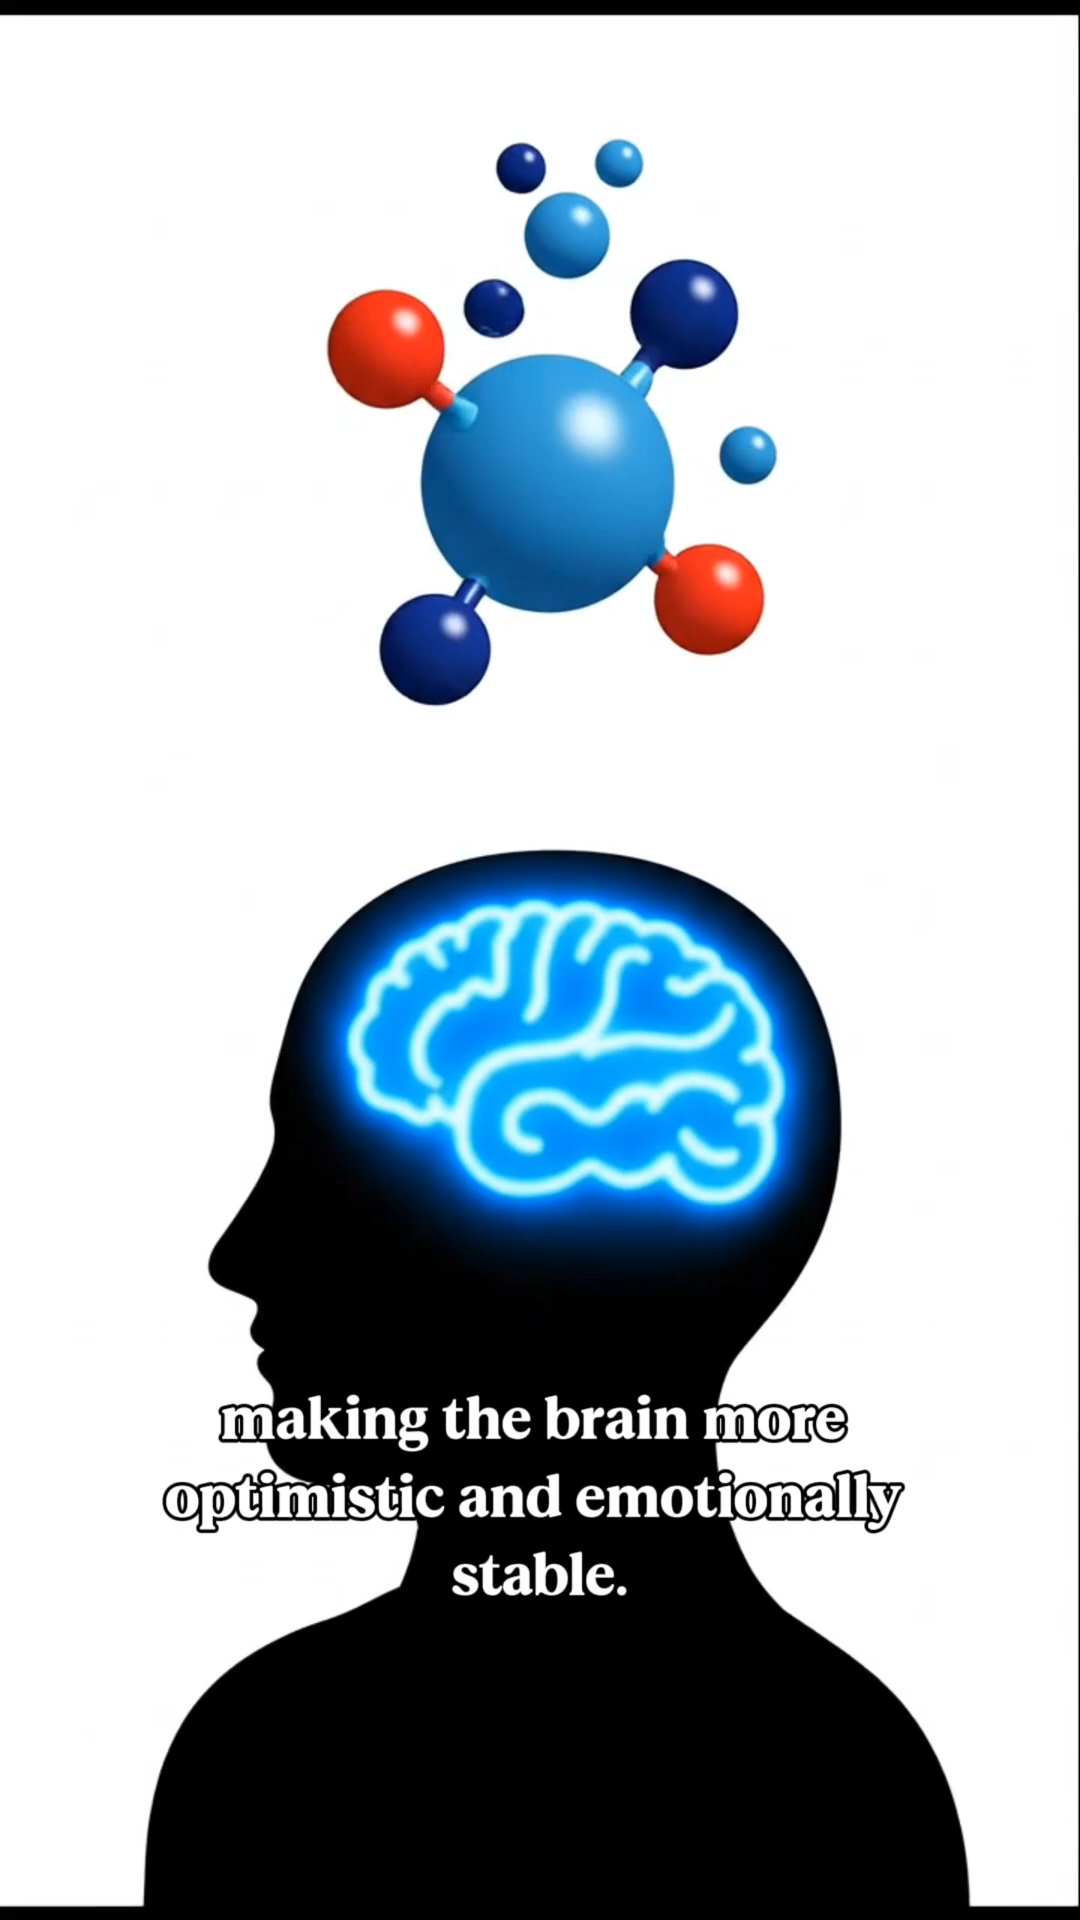 making the brain more
optimistic and emotionally
stable.